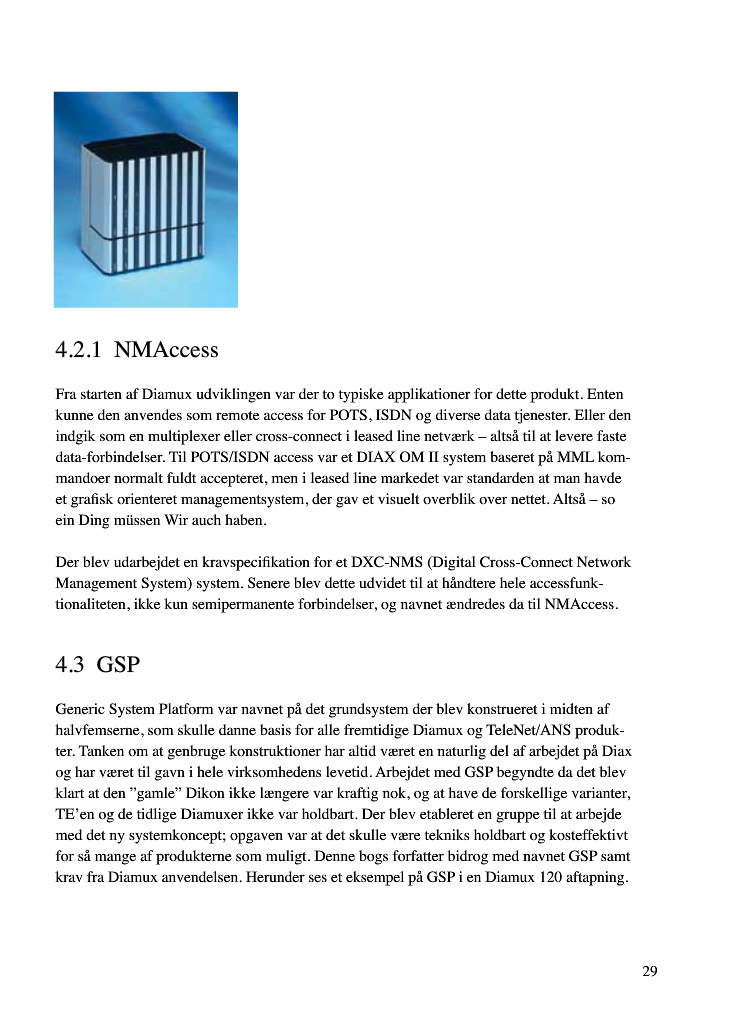 4.2.1 NMAccess
Fra starten af Diamux udviklingen var der to typiske applikationer for dette produkt. Enten
kunne den anvendes som remote access for POTS, ISDN og diverse data tjenester. Eller den
indgik som en multiplexer eller cross-connect i leased line netværk – altså til at levere faste
data-forbindelser. Til POTS/ISDN access var et DIAX OM II system baseret på MML kom-
mandoer normalt fuldt accepteret, men i leased line markedet var standarden at man havde
et grafisk orienteret managementsystem, der gav et visuelt overblik over nettet. Altså – so
ein Ding müssen Wir auch haben.
Der blev udarbejdet en kravspecifikation for et DXC-NMS (Digital Cross-Connect Network
Management System) system. Senere blev dette udvidet til at håndtere hele accessfunk-
tionaliteten, ikke kun semipermanente forbindelser, og navnet ændredes da til NMAccess.
4.3 GSP
Generic System Platform var navnet på det grundsystem der blev konstrueret i midten af
halvfemserne, som skulle danne basis for alle fremtidige Diamux og TeleNet/ANS produk-
ter. Tanken om at genbruge konstruktioner har altid været en naturlig del af arbejdet på Diax
og har været til gavn i hele virksomhedens levetid. Arbejdet med GSP begyndte da det blev
klart at den ”gamle” Dikon ikke længere var kraftig nok, og at have de forskellige varianter,
TE’en og de tidlige Diamuxer ikke var holdbart. Der blev etableret en gruppe til at arbejde
med det ny systemkoncept; opgaven var at det skulle være tekniks holdbart og kosteffektivt
for så mange af produkterne som muligt. Denne bogs forfatter bidrog med navnet GSP samt
krav fra Diamux anvendelsen. Herunder ses et eksempel på GSP i en Diamux 120 aftapning.
29